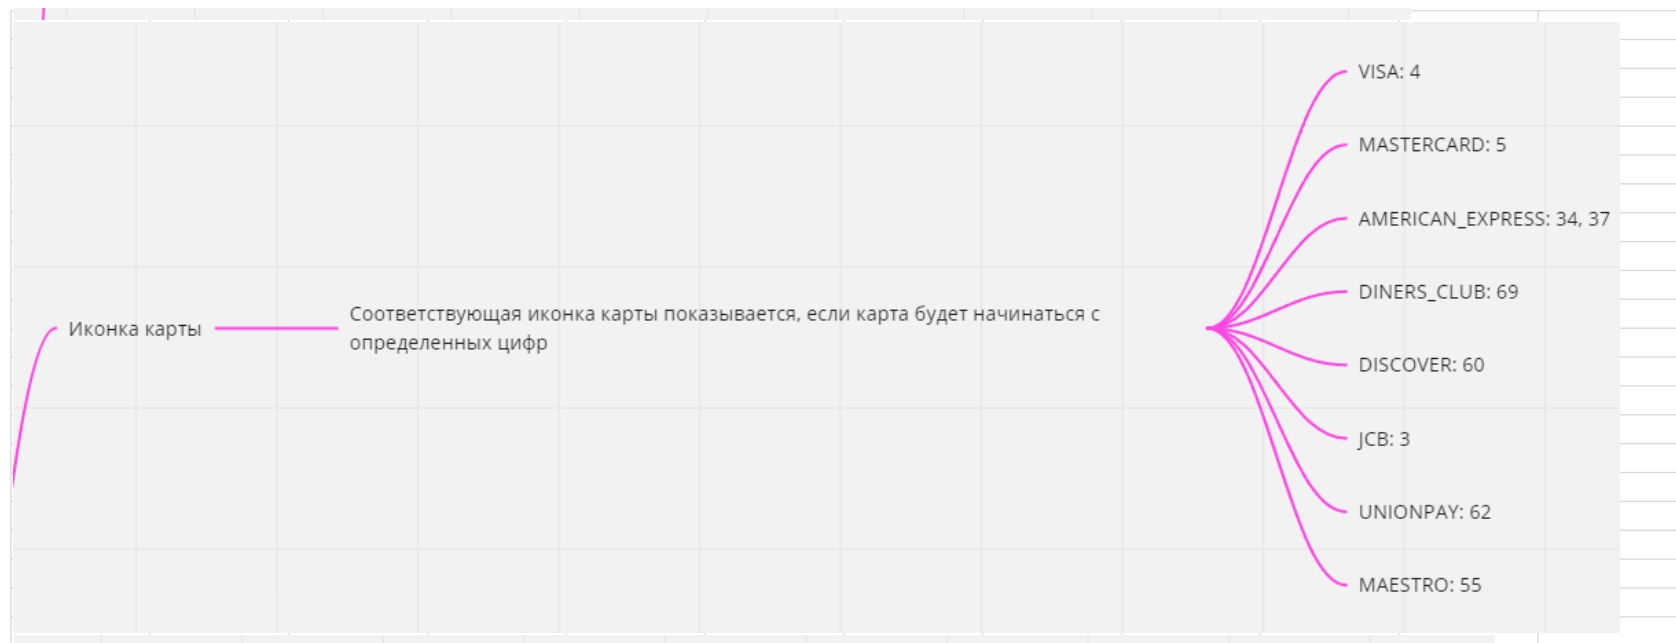 Иконка карты
Соответствующая иконка карты показывается, если карта будет начинаться с
определенных цифр
VISA: 4
MASTERCARD: 5
AMERICAN_EXPRESS: 34, 37
DINERS_CLUB: 69
DISCOVER: 60
JCB: 3
UNIONPAY: 62
MAESTRO: 55